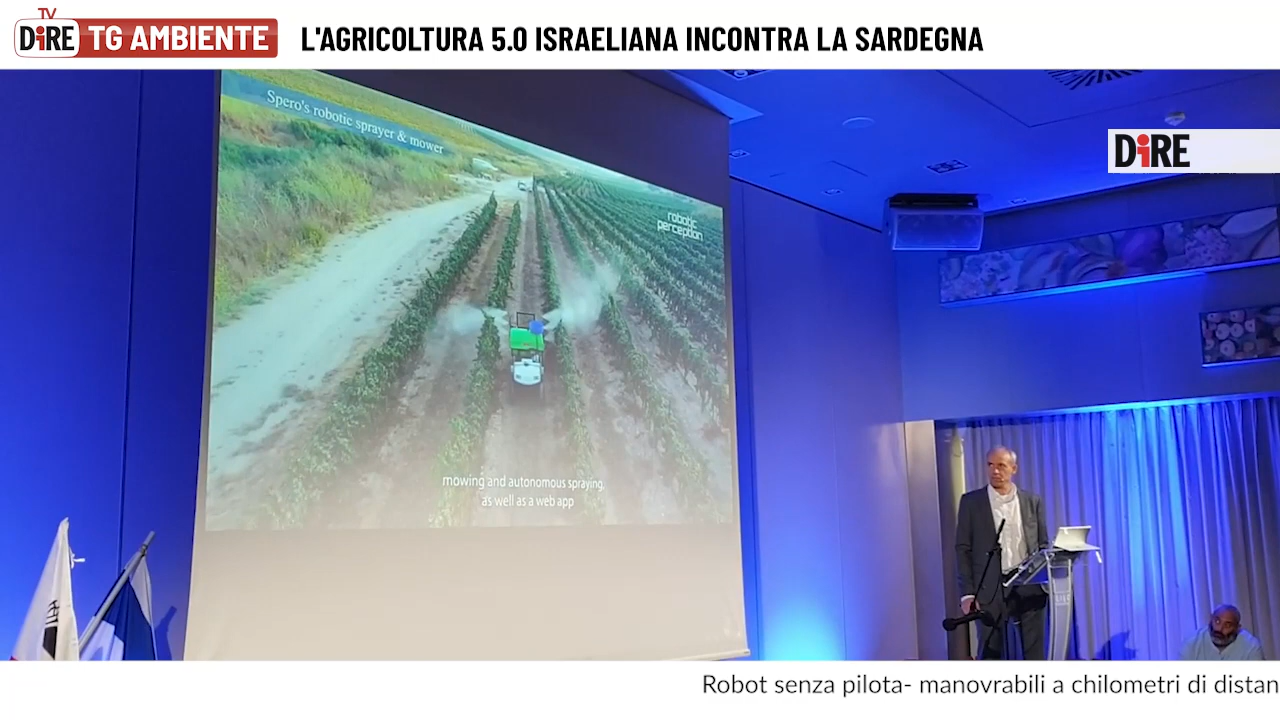 TV
DiRE TG AMBIENTE
L'AGRICOLTURA 5.0 ISRAELIANA INCONTRA LA SARDEGNA
DiRE
Spero's robotic sprayer & mower
robotic
perception
mowing and autonomous spraying,
as well as a web app
Robot senza pilota- manovrabili a chilometri di distan